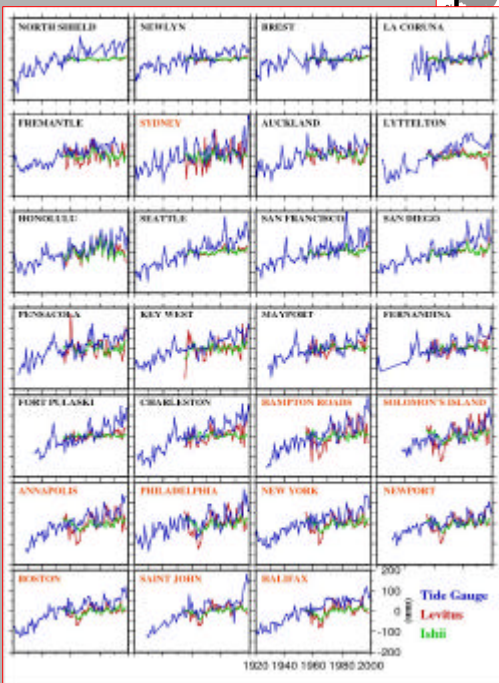 NORTH SHIELD NEWLYN BREST LA CORUNA
FREMANTLE SYDNEY AUCKLAND LYTTELTON
HONOLULU SEATTLE SAN FRANCISCO SAN DIEGO
PENSACOLA KEY WEST MAYPORT FERNANDINA
FORT PULASKI CHARLESTON HAMPTON ROADS SOLOMON'S ISLAND
ANNAPOLIS PHILADELPHIA NEW YORK NEWPORT
BOSTON SAINT JOHN HALIFAX
200
100
0
-100
-200
(mm)
Tide Gauge
Levitus
Ishii
1920 1940 1960 1980 2000